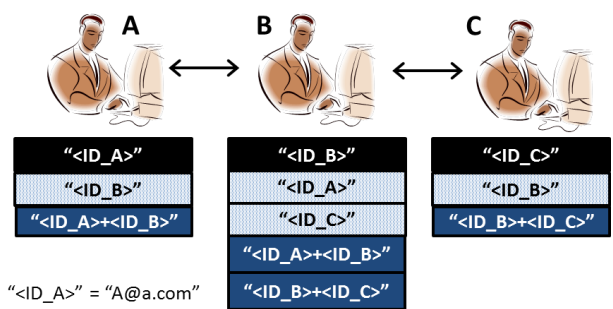 A B C
“<ID_A>” “<ID_B>” “<ID_C>”
“<ID_B>” “<ID_A>” “<ID_B>”
“<ID_A>+<ID_B>” “<ID_C>” “<ID_B>+<ID_C>”
“<ID_A>+<ID_B>”
“<ID_B>+<ID_C>”
“<ID_A>” = “A@a.com”